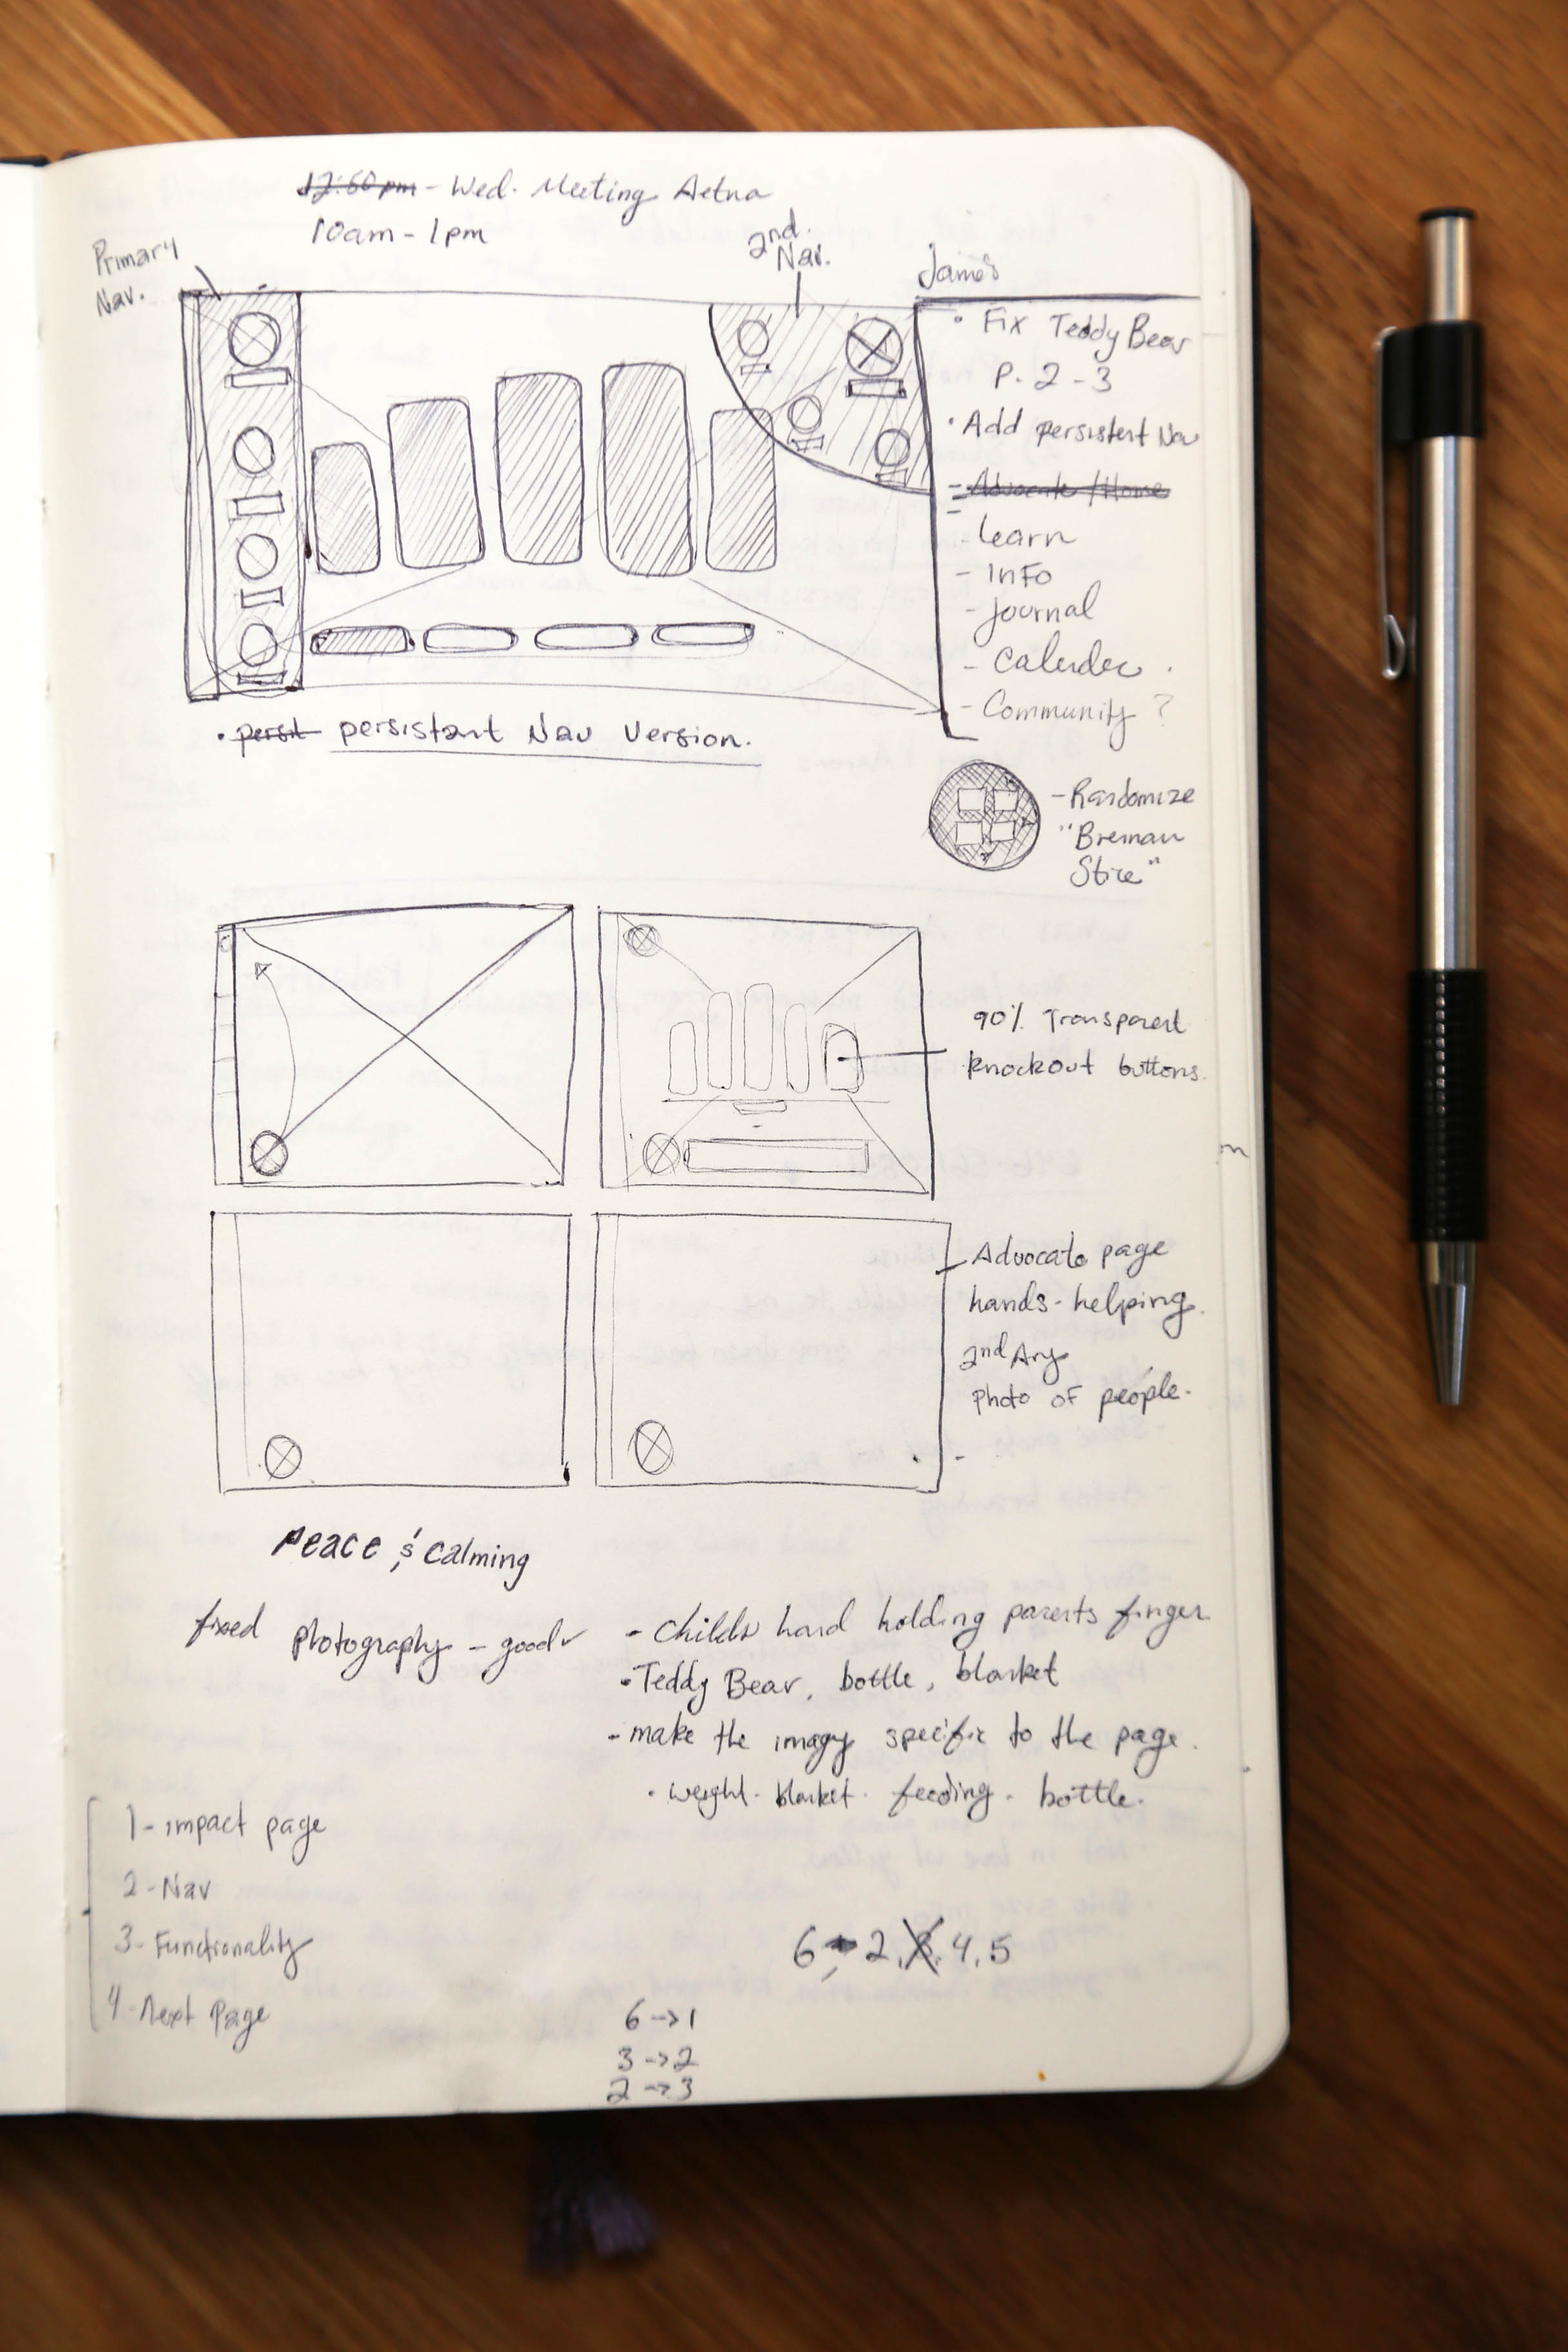 12:60 pm - Wed. Meeting Aetna
10am - 1pm
Primary
Nav.
2nd.
Nav.
James
• Fix Teddy Bear
P. 2 - 3
• Add persistent Nav
- Advocate / Home
- Learn
- Info
- Journal
- Calender
- Community ?
• persit persistant Nav Version.
- Randomize
"Brennan
90% Transparent
knockout buttons.
Advocate page
hands - helping.
2nd Ary
photo of people.
Peace & Calming
fixed photography - good
- Childs hand holding parents finger
• Teddy Bear, bottle, blanket
- make the imagy specific to the page.
• weight - blanket - feeding - bottle.
1 - impact page
2 - Nav
3 - Functionality
4 - Next Page
6, 2, 3, 4, 5
6 -> 1
3 -> 2
2 -> 3